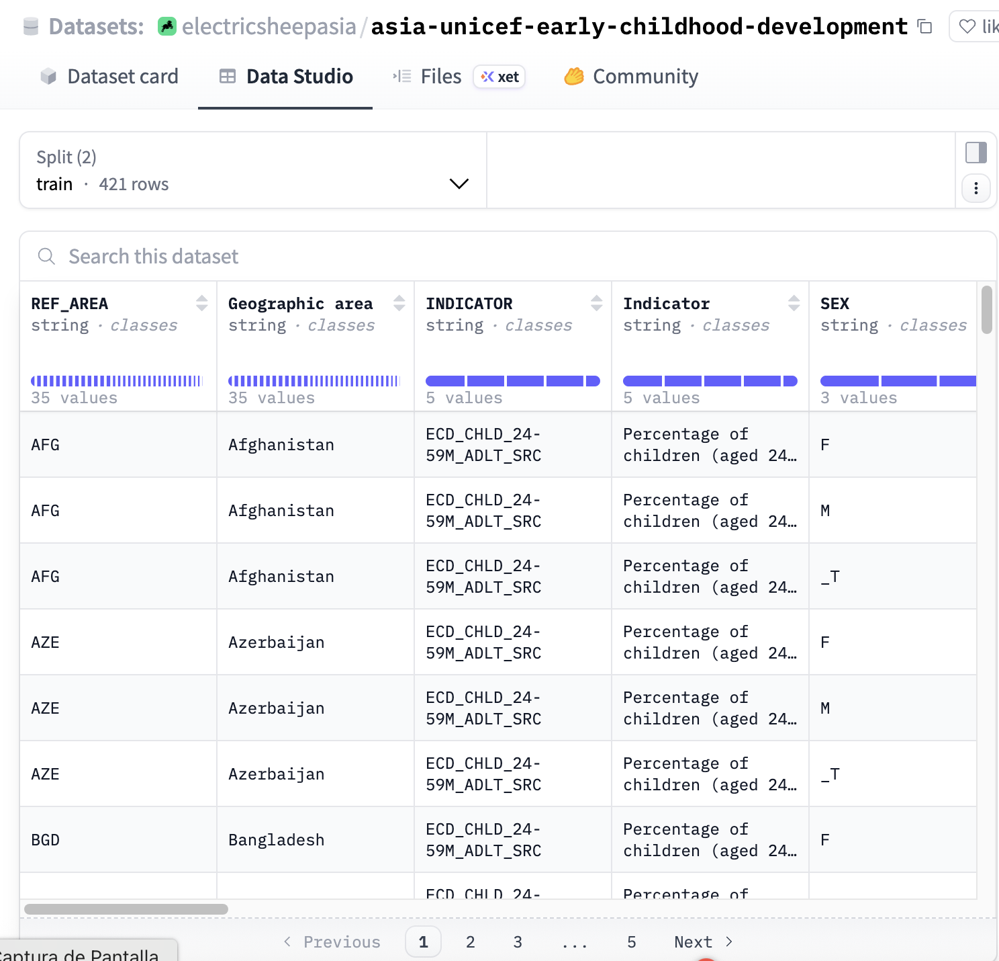 Datasets: electricsheepasia/asia-unicef-early-childhood-development lik
Dataset card Data Studio Files xet Community
Split (2)
train · 421 rows
Search this dataset
REF_AREA Geographic area INDICATOR Indicator SEX
string · classes string · classes string · classes string · classes string · classes
35 values 35 values 5 values 5 values 3 values
AFG Afghanistan ECD_CHLD_24-59M_ADLT_SRC Percentage of children (aged 24… F
AFG Afghanistan ECD_CHLD_24-59M_ADLT_SRC Percentage of children (aged 24… M
AFG Afghanistan ECD_CHLD_24-59M_ADLT_SRC Percentage of children (aged 24… _T
AZE Azerbaijan ECD_CHLD_24-59M_ADLT_SRC Percentage of children (aged 24… F
AZE Azerbaijan ECD_CHLD_24-59M_ADLT_SRC Percentage of children (aged 24… M
AZE Azerbaijan ECD_CHLD_24-59M_ADLT_SRC Percentage of children (aged 24… _T
BGD Bangladesh ECD_CHLD_24-59M_ADLT_SRC Percentage of children (aged 24… F
ECD_CHLD_24- Percentage of
Previous 1 2 3 ... 5 Next
Captura de Pantalla